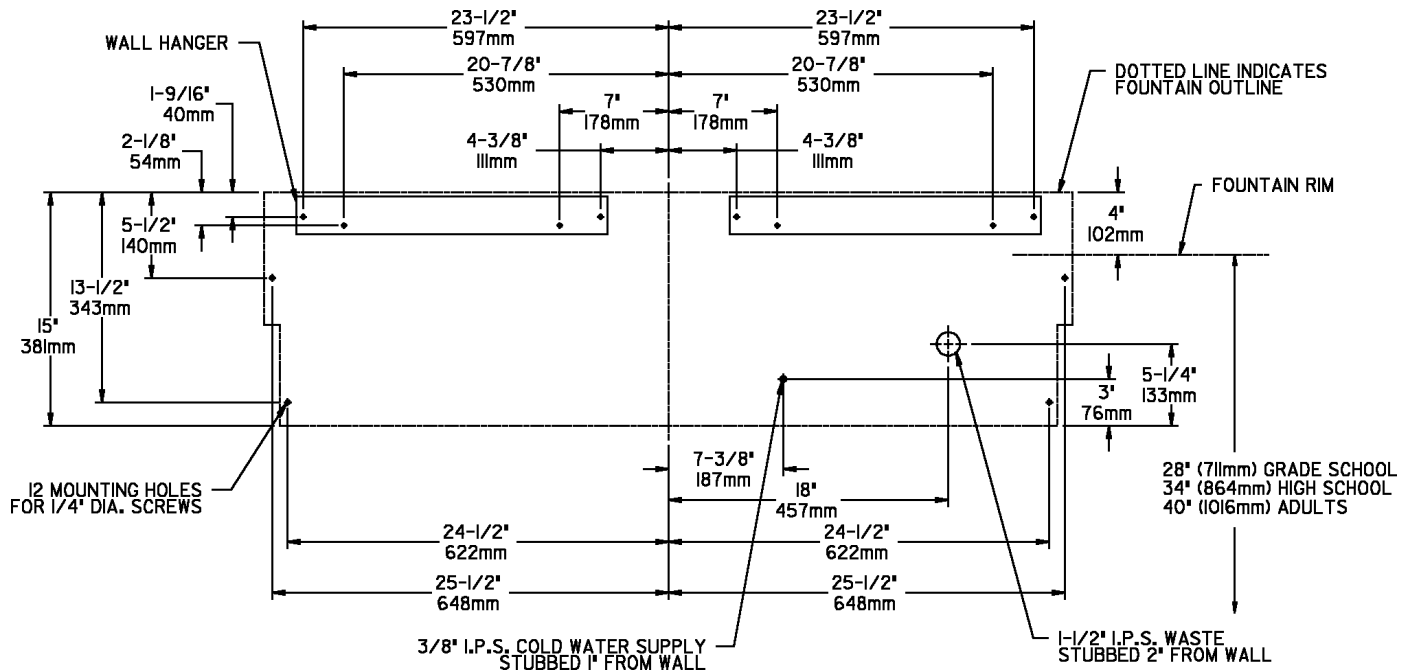 23-1/2"
597mm
23-1/2"
597mm
WALL HANGER
20-7/8"
530mm
20-7/8"
530mm
DOTTED LINE INDICATES
FOUNTAIN OUTLINE
1-9/16"
40mm
7"
178mm
7"
178mm
2-1/8"
54mm
4-3/8"
111mm
4-3/8"
111mm
FOUNTAIN RIM
4"
102mm
5-1/2"
140mm
13-1/2"
343mm
15"
381mm
5-1/4"
133mm
3"
76mm
7-3/8"
187mm
18"
457mm
28" (711mm) GRADE SCHOOL
34" (864mm) HIGH SCHOOL
40" (1016mm) ADULTS
12 MOUNTING HOLES
FOR 1/4" DIA. SCREWS
24-1/2"
622mm
24-1/2"
622mm
25-1/2"
648mm
25-1/2"
648mm
3/8" I.P.S. COLD WATER SUPPLY
STUBBED 1" FROM WALL
1-1/2" I.P.S. WASTE
STUBBED 2" FROM WALL